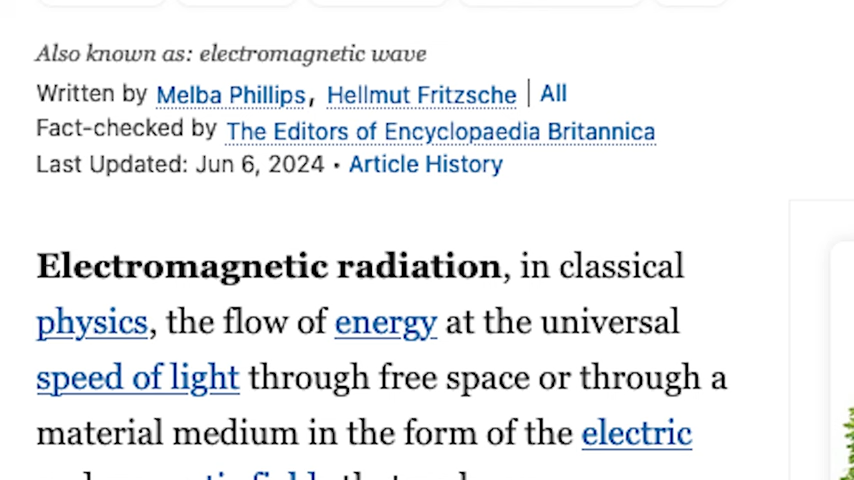 Also known as: electromagnetic wave
Written by Melba Phillips, Hellmut Fritzsche | All
Fact-checked by The Editors of Encyclopaedia Britannica
Last Updated: Jun 6, 2024 • Article History
Electromagnetic radiation, in classical
physics, the flow of energy at the universal
speed of light through free space or through a
material medium in the form of the electric